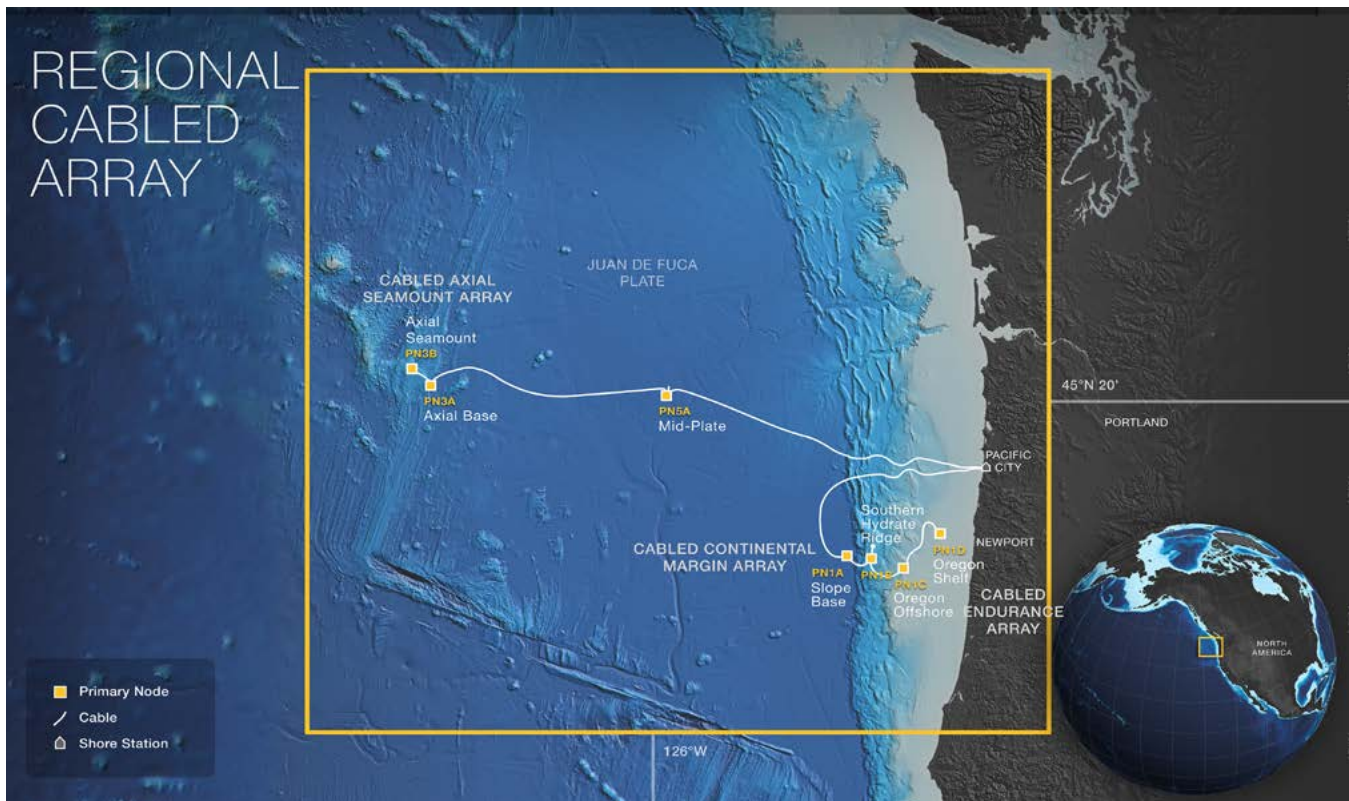 REGIONAL
CABLED
ARRAY
CABLED AXIAL
SEAMOUNT ARRAY
JUAN DE FUCA
PLATE
Axial
Seamount
PN3B
PN3A
Axial Base
PN5A
Mid-Plate
45°N 20'
PORTLAND
PACIFIC
CITY
Southern
Hydrate
Ridge
CABLED CONTINENTAL
MARGIN ARRAY
PN1A
Slope
Base
PN1B
PN1C
Oregon
Offshore
PN1D
Oregon
Shelf
NEWPORT
CABLED
ENDURANCE
ARRAY
NORTH
AMERICA
Primary Node
Cable
Shore Station
126°W